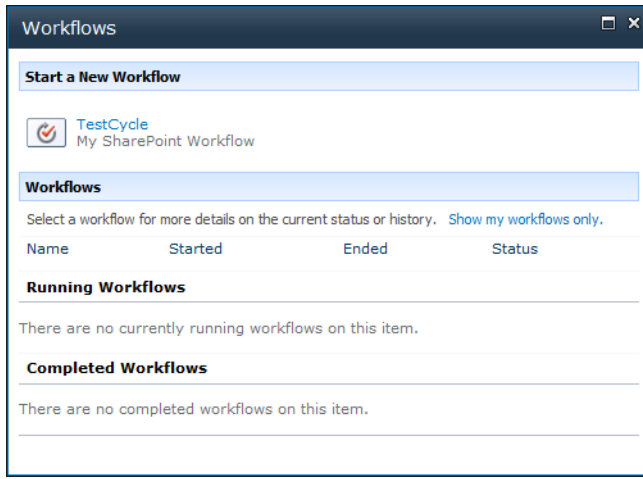 Workflows
Start a New Workflow
TestCycle
My SharePoint Workflow
Workflows
Select a workflow for more details on the current status or history. Show my workflows only.
Name Started Ended Status
Running Workflows
There are no currently running workflows on this item.
Completed Workflows
There are no completed workflows on this item.